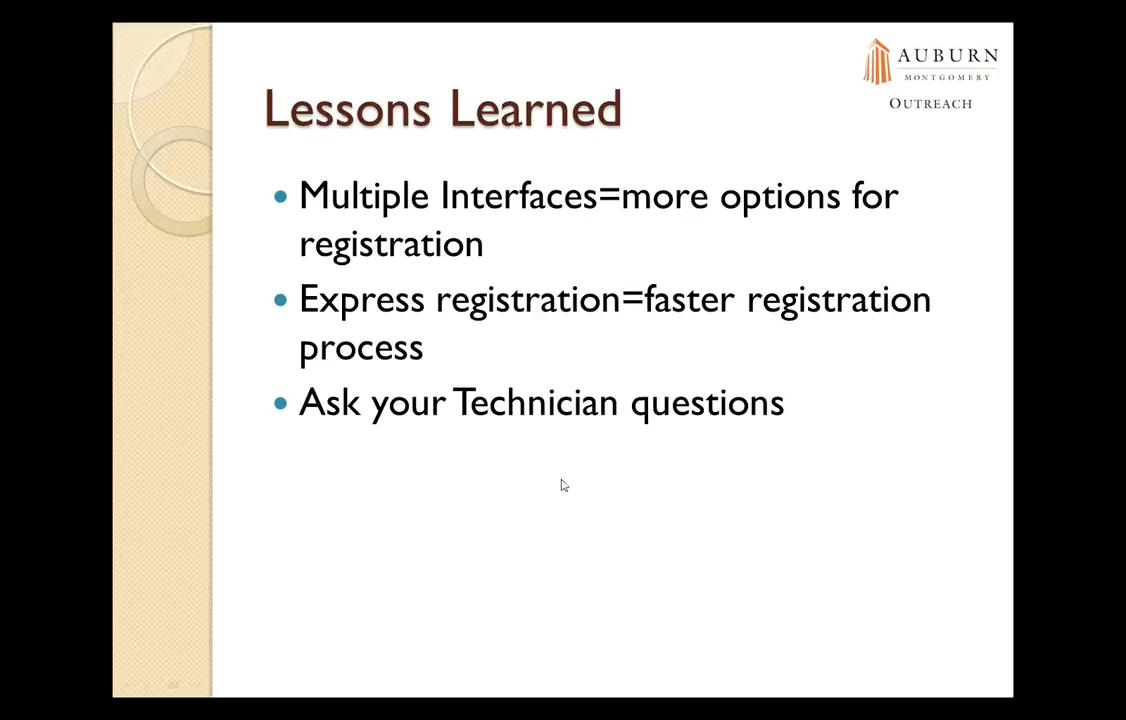 AUBURN
MONTGOMERY
OUTREACH
Lessons Learned
• Multiple Interfaces=more options for
registration
• Express registration=faster registration
process
• Ask your Technician questions